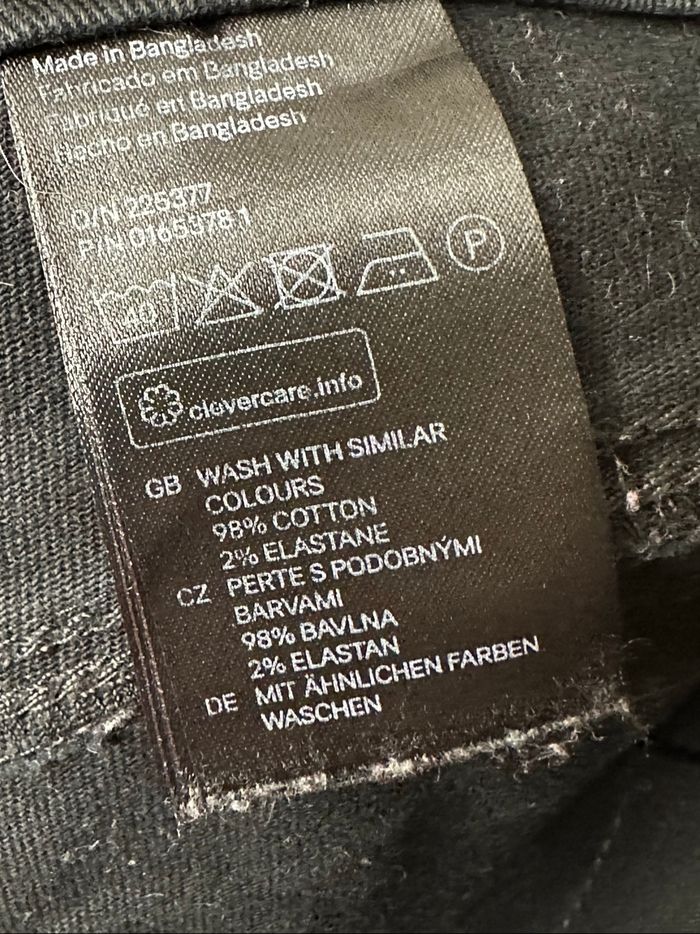 Made in Bangladesh
Fabricado em Bangladesh
Fabriqué en Bangladesh
Hecho en Bangladesh
O/N 225377
P/N 0165378-1
40
P
clevercare.info
GB WASH WITH SIMILAR
COLOURS
98% COTTON
2% ELASTANE
CZ PERTE S PODOBNÝMI
BARVAMI
98% BAVLNA
2% ELASTAN
DE MIT ÄHNLICHEN FARBEN
WASCHEN